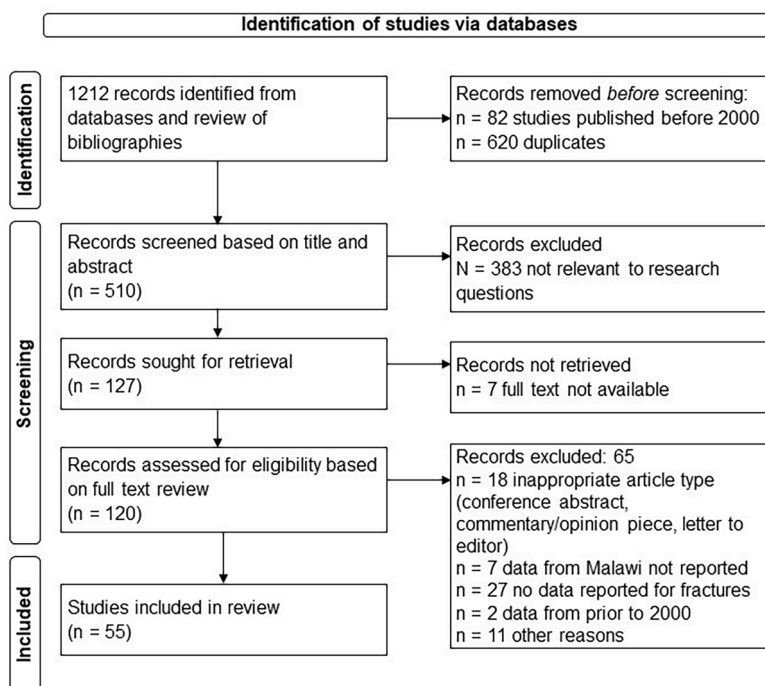 Identification of studies via databases
Identification
1212 records identified from
databases and review of
bibliographies
Records removed before screening:
n = 82 studies published before 2000
n = 620 duplicates
Screening
Records screened based on title and
abstract
(n = 510)
Records excluded
N = 383 not relevant to research
questions
Records sought for retrieval
(n = 127)
Records not retrieved
n = 7 full text not available
Records assessed for eligibility based
on full text review
(n = 120)
Records excluded: 65
n = 18 inappropriate article type
(conference abstract,
commentary/opinion piece, letter to
editor)
n = 7 data from Malawi not reported
n = 27 no data reported for fractures
n = 2 data from prior to 2000
n = 11 other reasons
Included
Studies included in review
(n = 55)